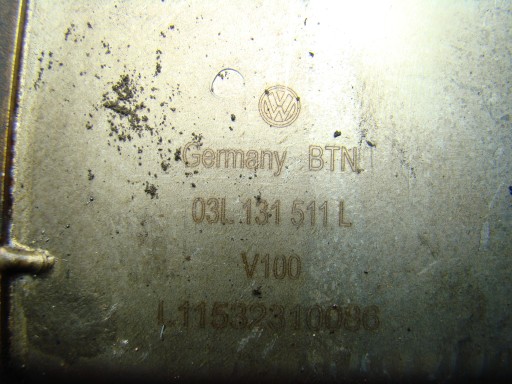 Germany BTN
03L 131 511 L
V100
L11532310086